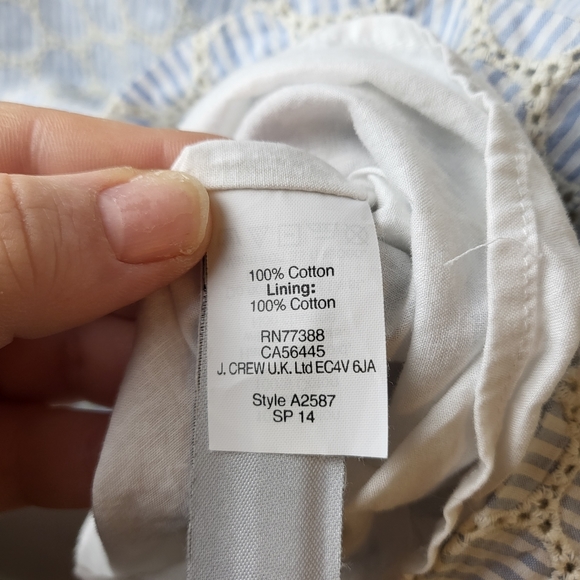 100% Cotton
Lining:
100% Cotton
RN77388
CA56445
J. CREW U.K. Ltd EC4V 6JA
Style A2587
SP 14